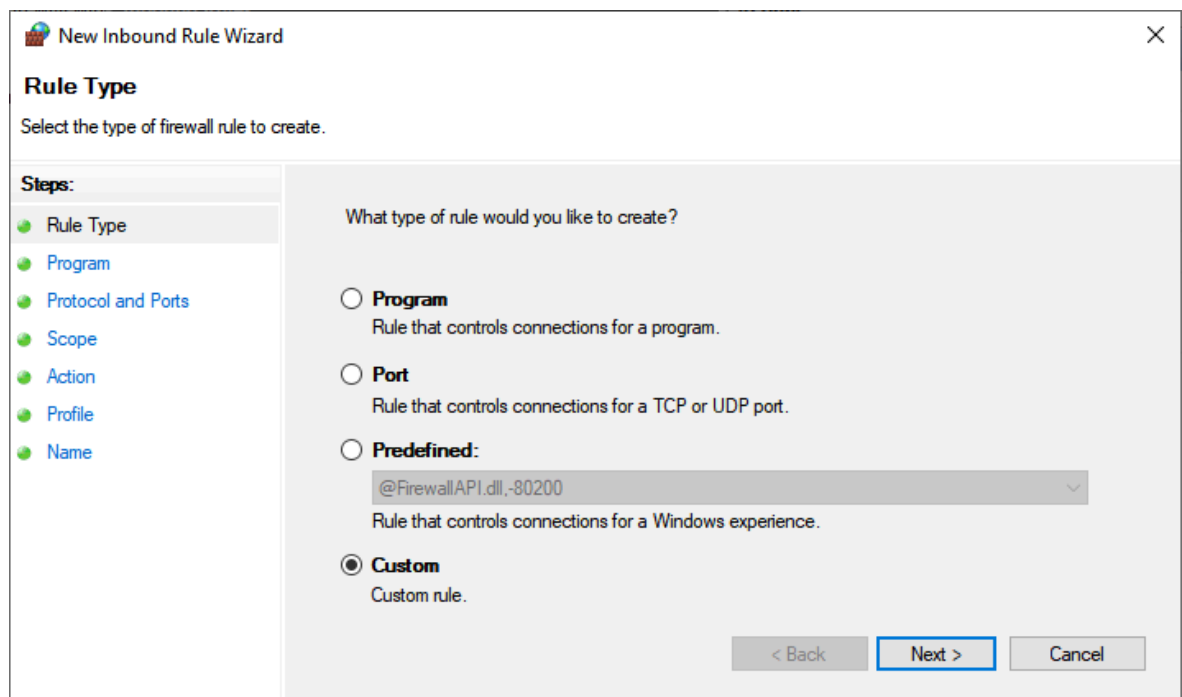 New Inbound Rule Wizard
Rule Type
Select the type of firewall rule to create.
Steps:
Rule Type
Program
Protocol and Ports
Scope
Action
Profile
Name
What type of rule would you like to create?
Program
Rule that controls connections for a program.
Port
Rule that controls connections for a TCP or UDP port.
Predefined:
@FirewallAPI.dll,-80200
Rule that controls connections for a Windows experience.
Custom
Custom rule.
< Back Next > Cancel